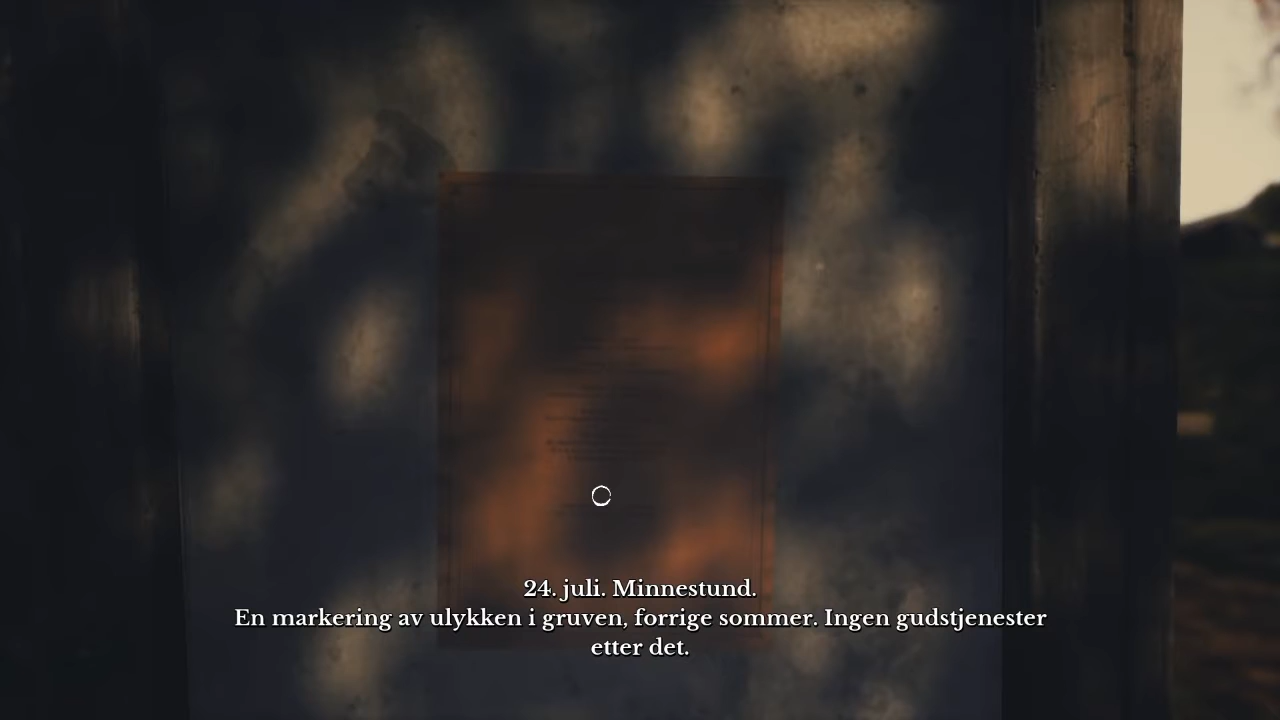 24. juli. Minnestund.
En markering av ulykken i gruven, forrige sommer. Ingen gudstjenester
etter det.